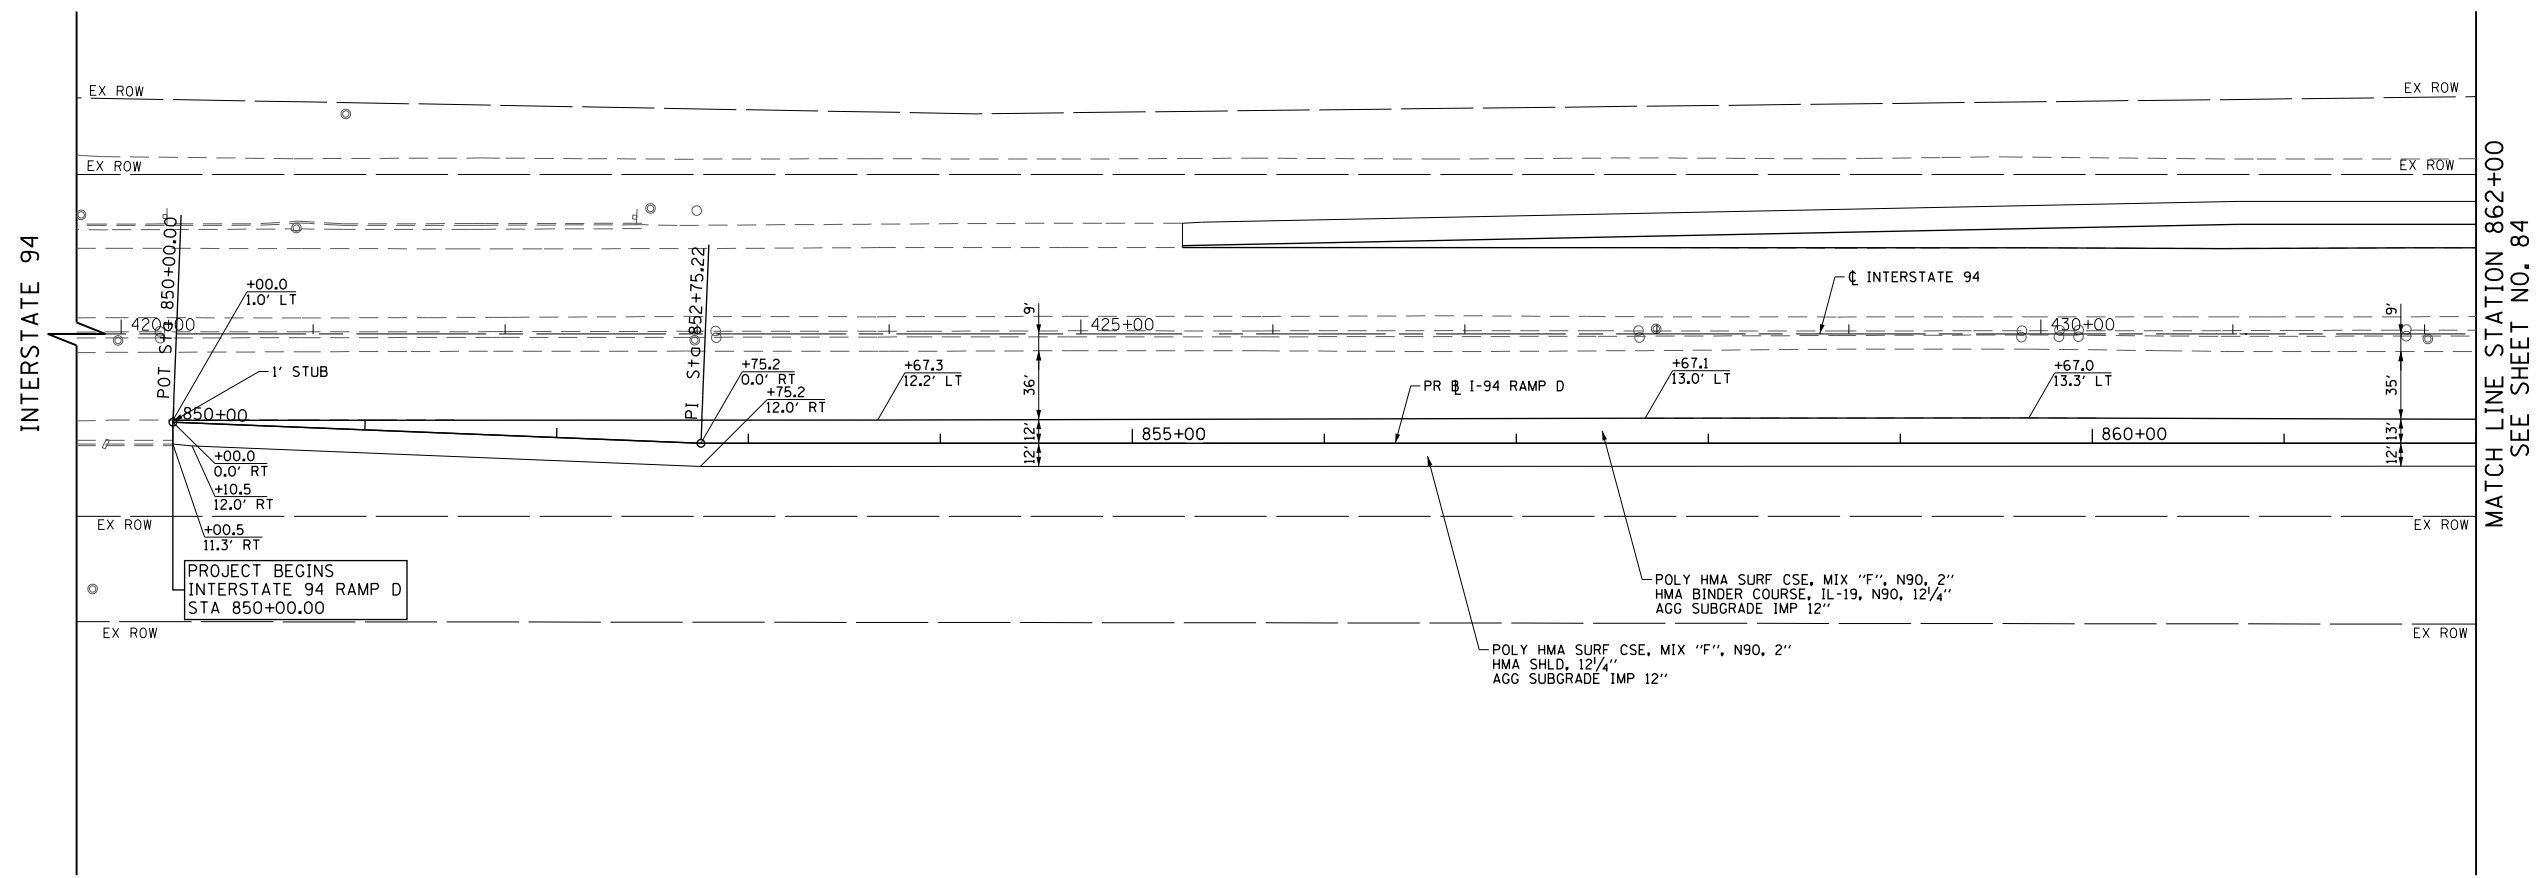 EX ROW
EX ROW
EX ROW
EX ROW
INTERSTATE 94
MATCH LINE STATION 862+00
SEE SHEET NO. 84
POT Sta 850+00.00
PI Sta 852+75.22
+00.0
1.0' LT
1' STUB
420+00
425+00
430+00
℄ INTERSTATE 94
9'
36'
12'
12'
9'
35'
13'
12'
+75.2
0.0' RT
+75.2
12.0' RT
+67.3
12.2' LT
PR ℄ I-94 RAMP D
+67.1
13.0' LT
+67.0
13.3' LT
850+00
855+00
860+00
+00.0
0.0' RT
+10.5
12.0' RT
+00.5
11.3' RT
EX ROW
EX ROW
PROJECT BEGINS
INTERSTATE 94 RAMP D
STA 850+00.00
POLY HMA SURF CSE, MIX "F", N90, 2"
HMA BINDER COURSE, IL-19, N90, 12¼"
AGG SUBGRADE IMP 12"
EX ROW
EX ROW
POLY HMA SURF CSE, MIX "F", N90, 2"
HMA SHLD, 12¼"
AGG SUBGRADE IMP 12"